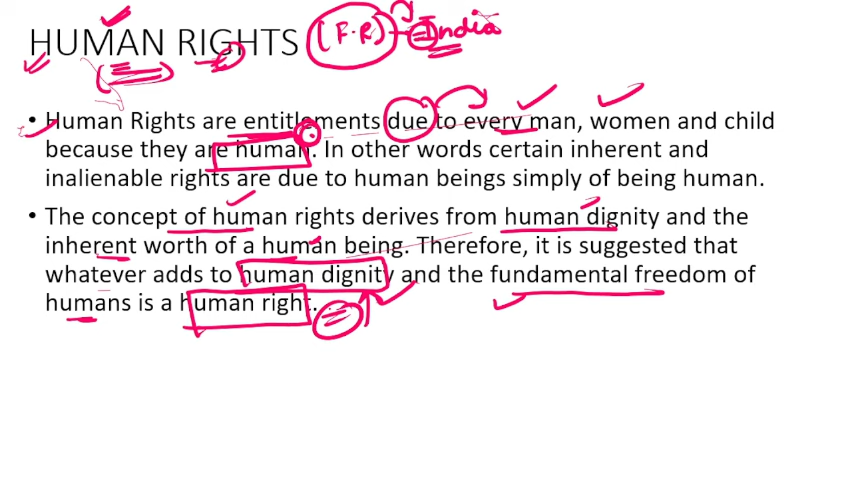 HUMAN RIGHTS (F.R) - India
• Human Rights are entitlements due to every man, women and child
because they are human. In other words certain inherent and
inalienable rights are due to human beings simply of being human.
• The concept of human rights derives from human dignity and the
inherent worth of a human being. Therefore, it is suggested that
whatever adds to human dignity and the fundamental freedom of
humans is a human right.